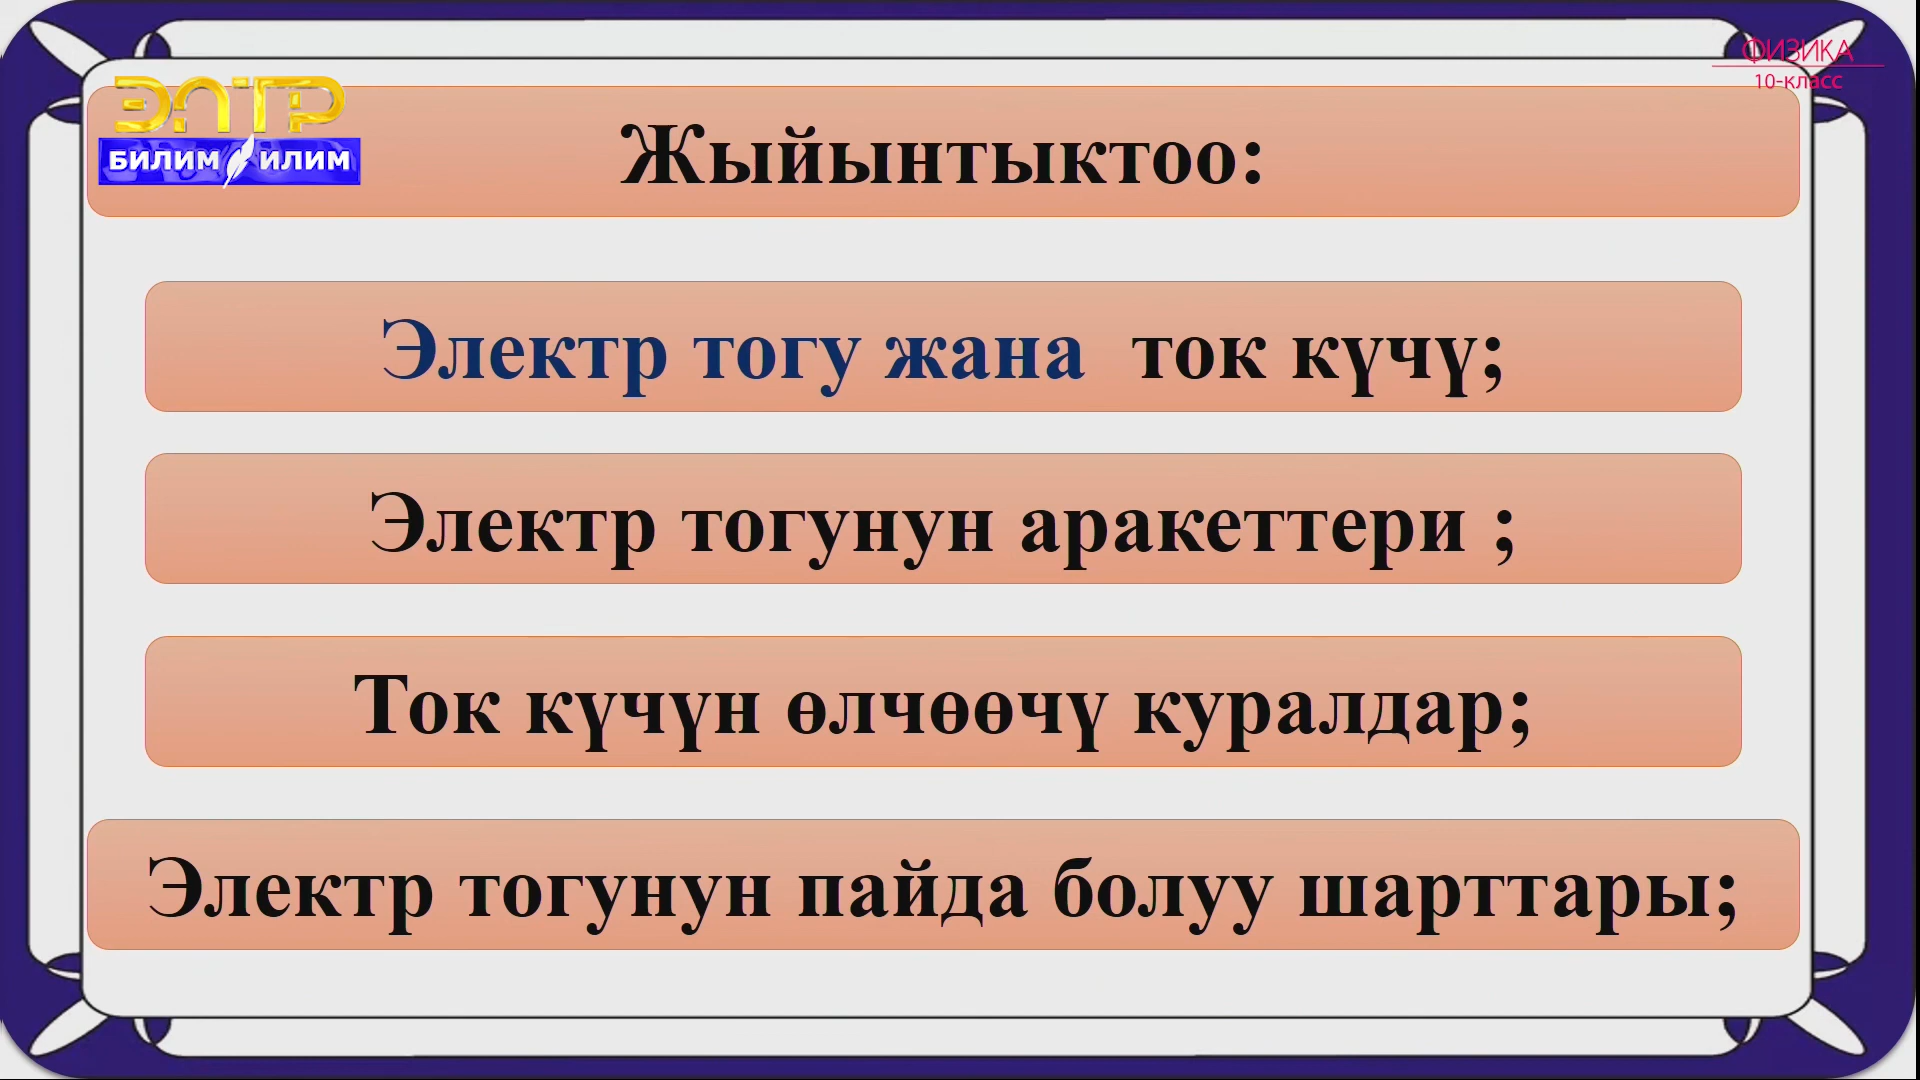 ФИЗИКА
10-класс
ЭЛТР
БИЛИМ ИЛИМ
Жыйынтыктоо:
Электр тогу жана ток күчү;
Электр тогунун аракеттери ;
Ток күчүн өлчөөчү куралдар;
Электр тогунун пайда болуу шарттары;